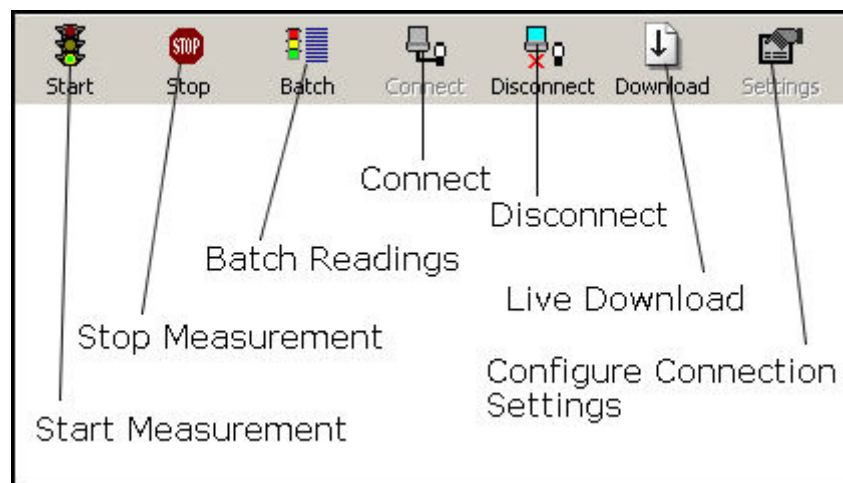 STOP
Start Stop Batch Connect Disconnect Download Settings
Connect
Disconnect
Batch Readings
Live Download
Stop Measurement
Configure Connection
Settings
Start Measurement